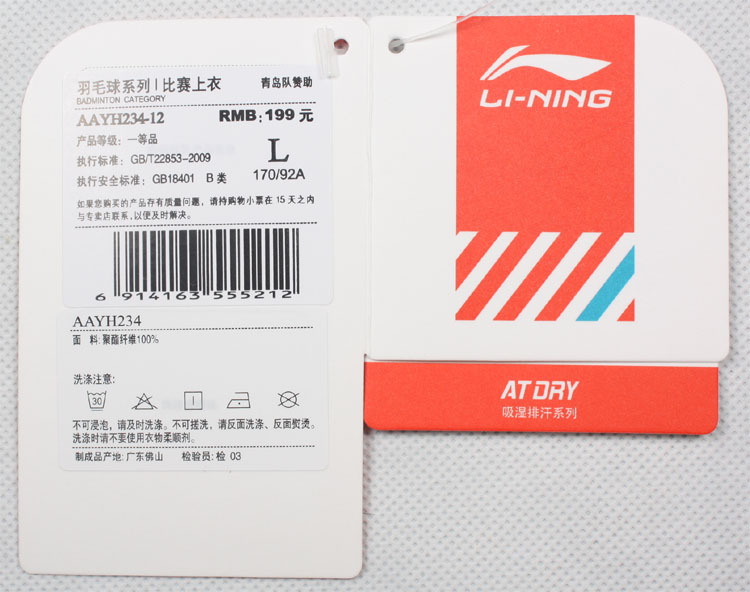 羽毛球系列 | 比赛上衣 青岛队赞助
BADMINTON CATEGORY
AAYH234-12 RMB: 199 元
产品等级: 一等品
执行标准: GB/T22853-2009
L
执行安全标准: GB18401 B 类
170/92A
如果您购买的产品存有质量问题, 请持购物小票在 15 天之内
与专卖店联系, 以便及时解决。
6 914163 555212
AAYH234
面 料: 聚酯纤维100%
洗涤注意:
30
不可浸泡, 请及时洗涤。不可搓洗, 请反面洗涤、反面熨烫。
洗涤时请不要使用衣物柔顺剂。
制成品产地: 广东佛山 检验员: 检 03
LI-NING
AT DRY
吸湿排汗系列